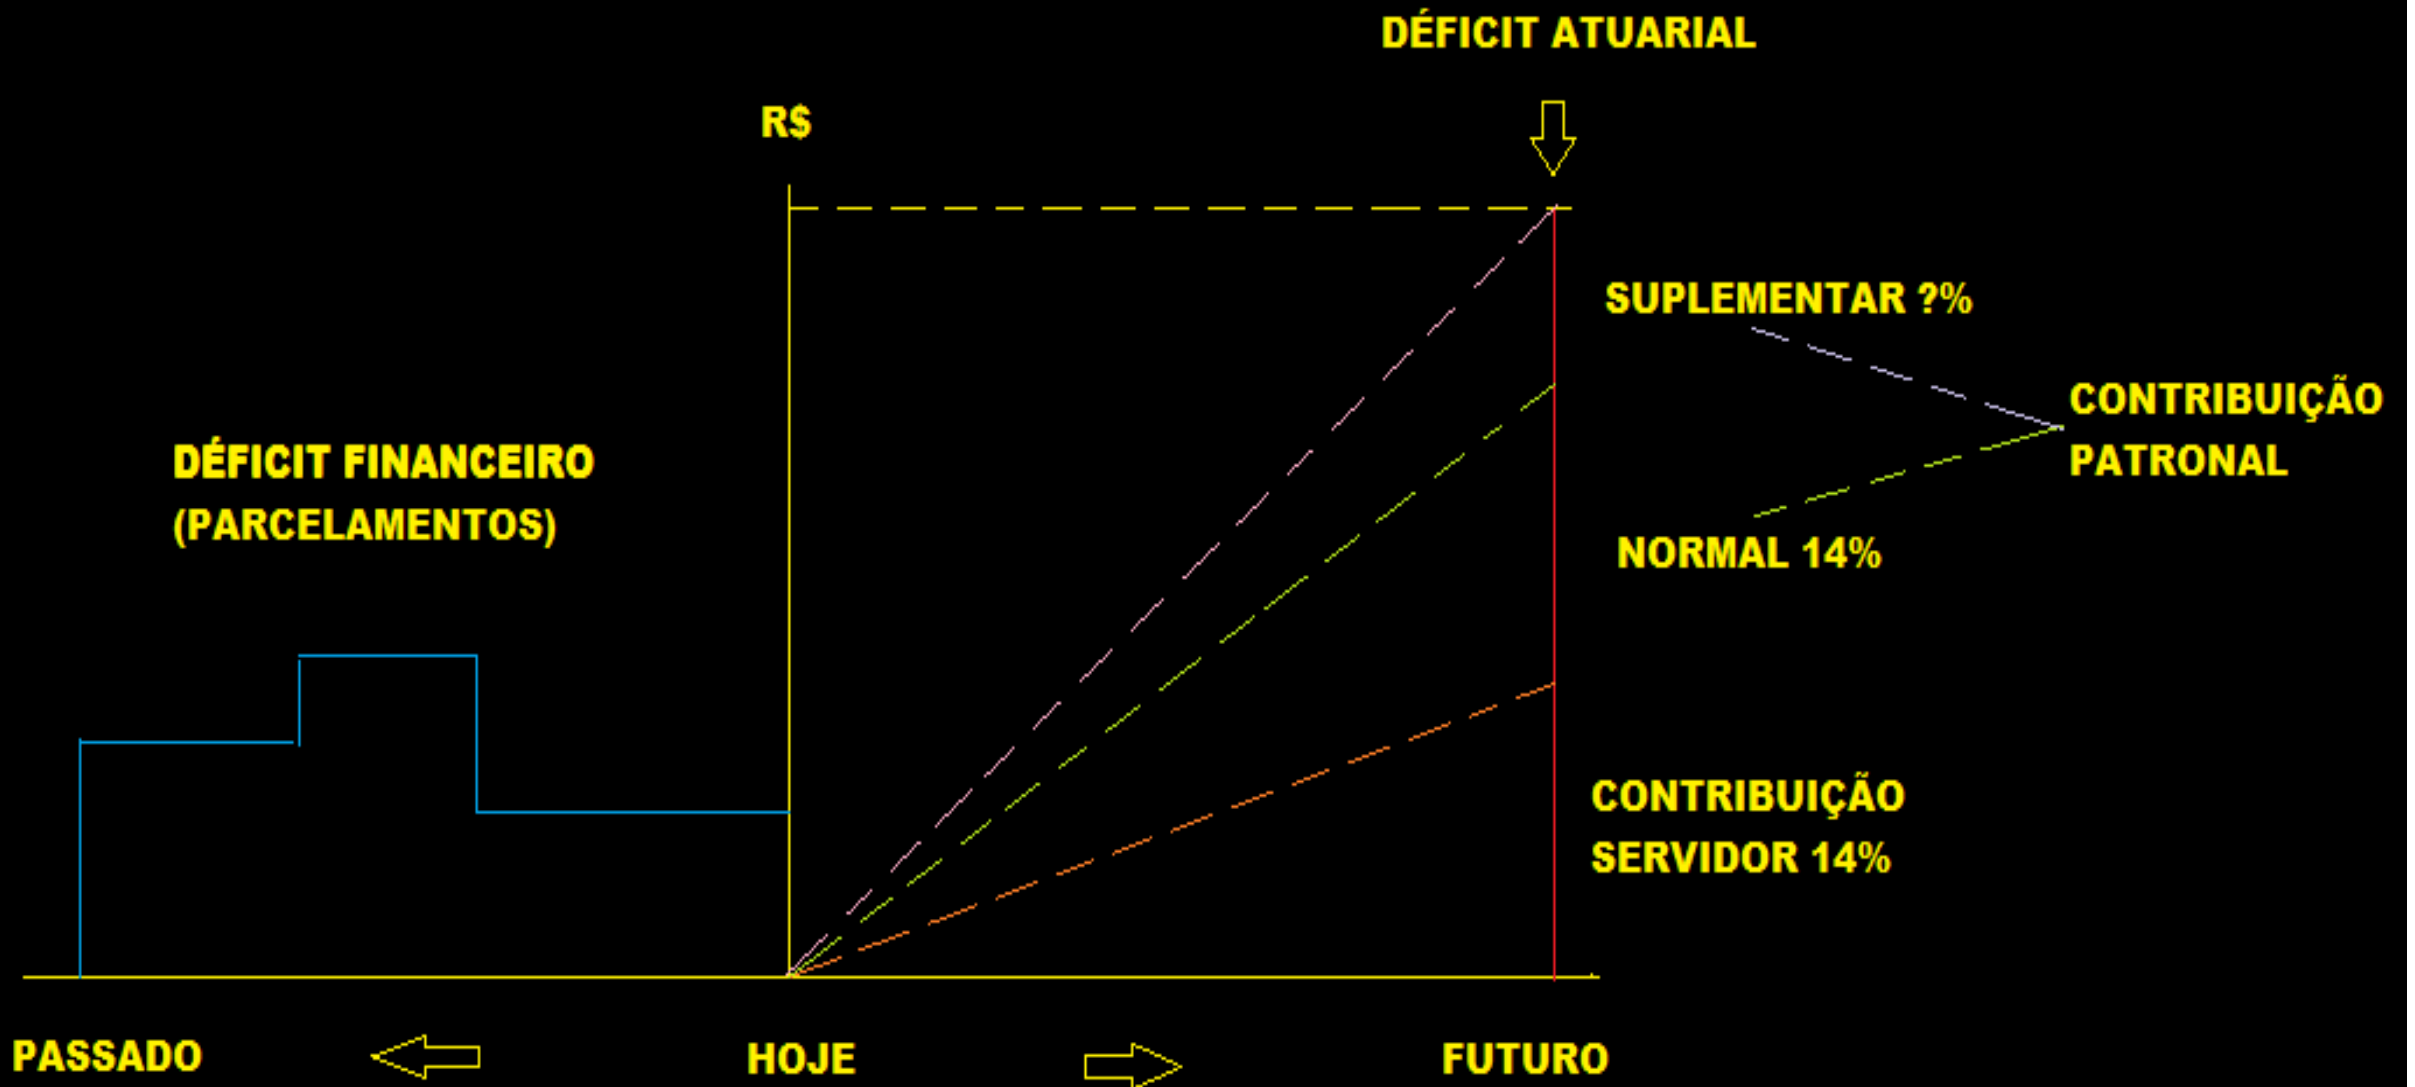 DÉFICIT ATUARIAL
R$
SUPLEMENTAR ?%
CONTRIBUIÇÃO
PATRONAL
DÉFICIT FINANCEIRO
(PARCELAMENTOS)
NORMAL 14%
CONTRIBUIÇÃO
SERVIDOR 14%
PASSADO
HOJE
FUTURO